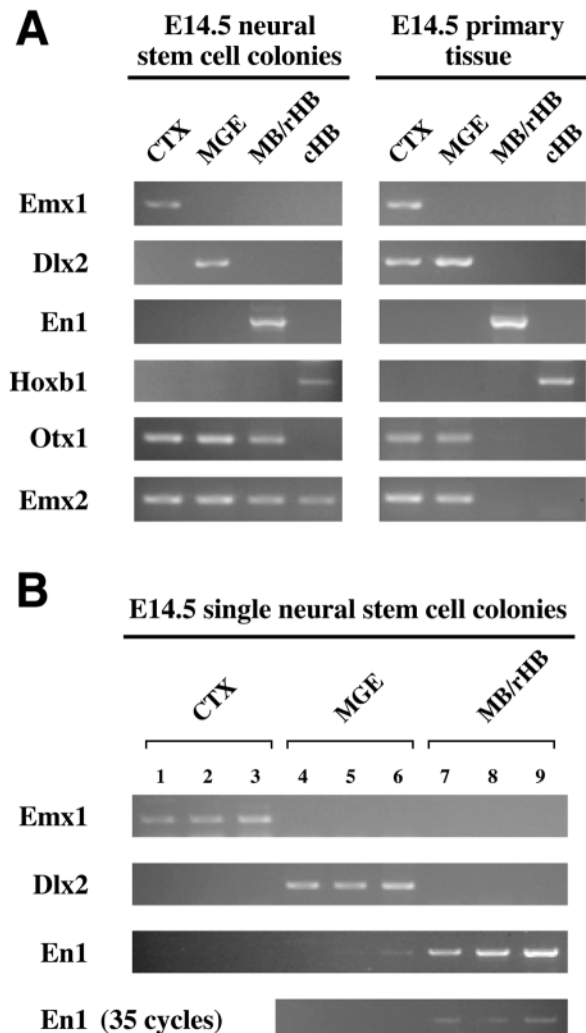 A
E14.5 neural
stem cell colonies
E14.5 primary
tissue
CTX MGE MB/rHB cHB CTX MGE MB/rHB cHB
Emx1
Dlx2
En1
Hoxb1
Otx1
Emx2
B
E14.5 single neural stem cell colonies
CTX MGE MB/rHB
1 2 3 4 5 6 7 8 9
Emx1
Dlx2
En1
En1 (35 cycles)